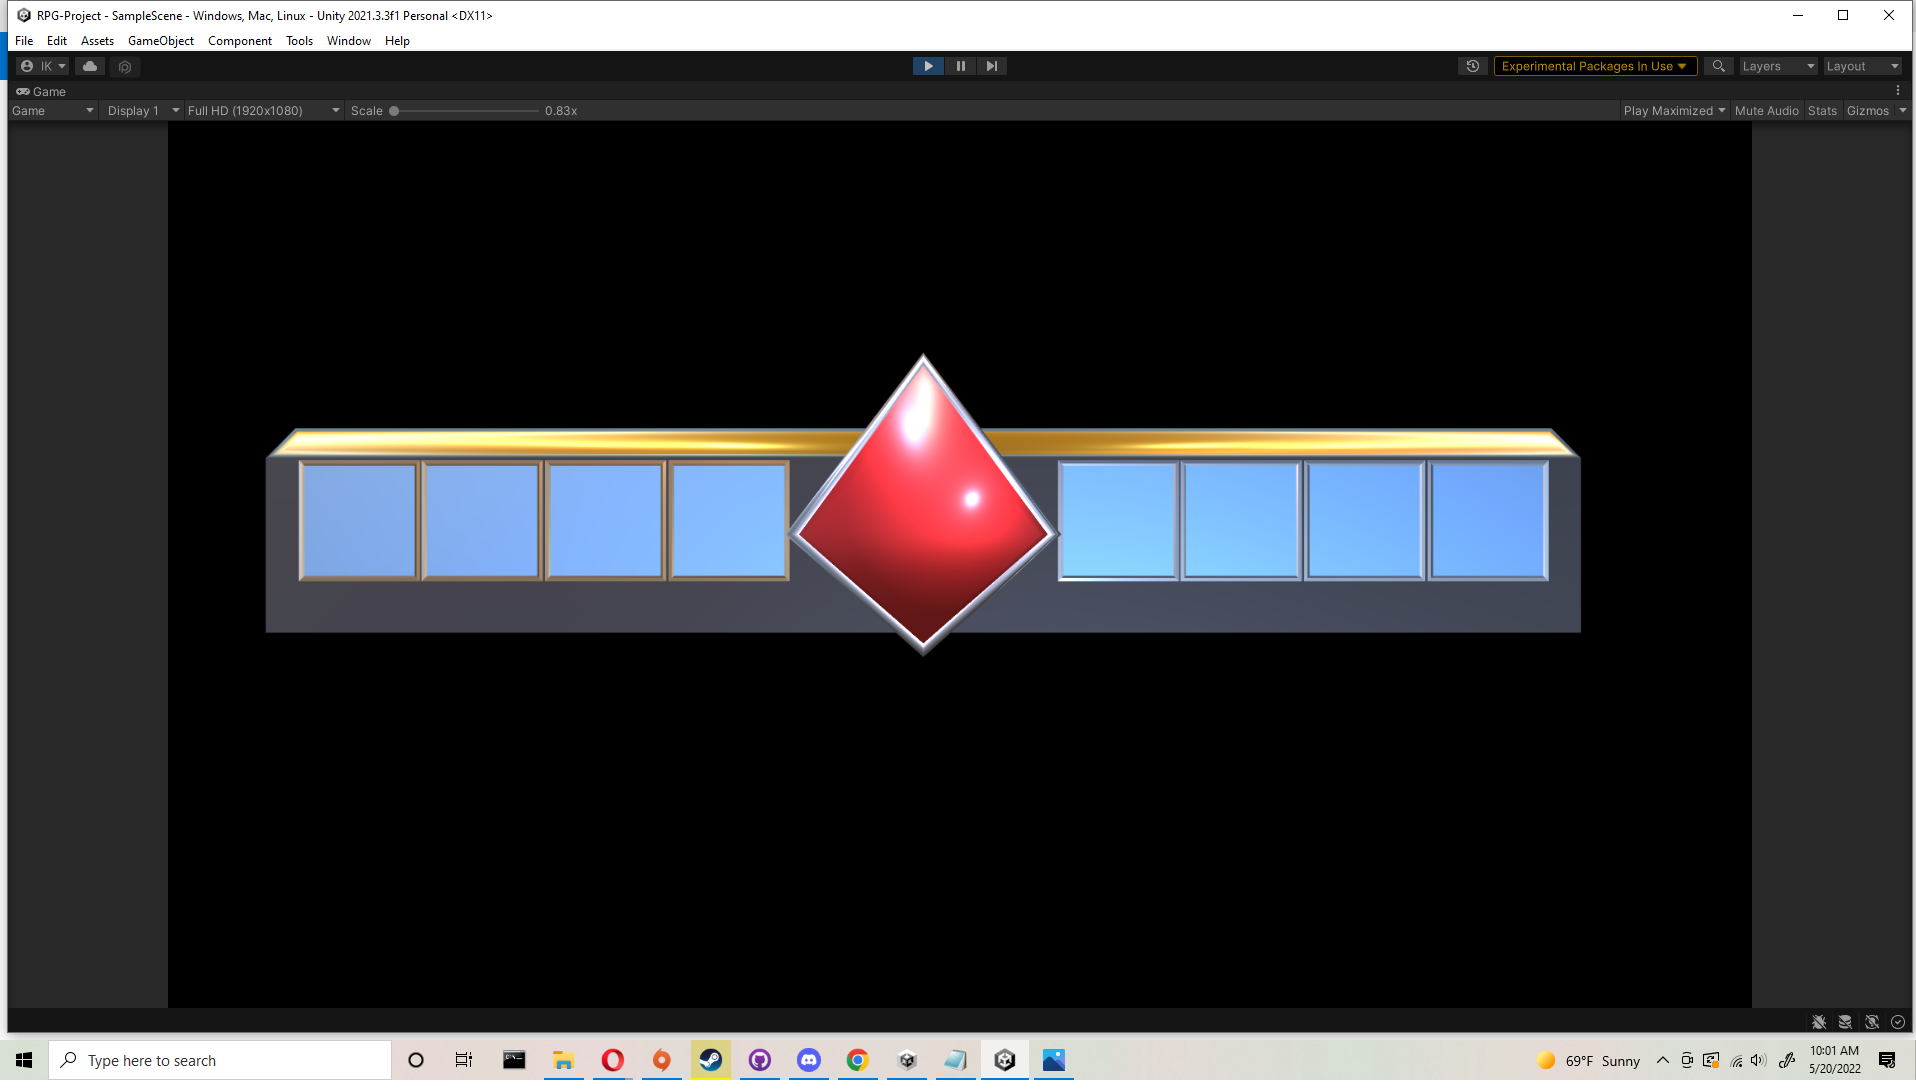 RPG-Project - SampleScene - Windows, Mac, Linux - Unity 2021.3.3f1 Personal <DX11>
File Edit Assets GameObject Component Tools Window Help
IK Experimental Packages In Use Layers Layout
Game
Game Display 1 Full HD (1920x1080) Scale 0.83x Play Maximized Mute Audio Stats Gizmos
Type here to search 69°F Sunny 10:01 AM
5/20/2022